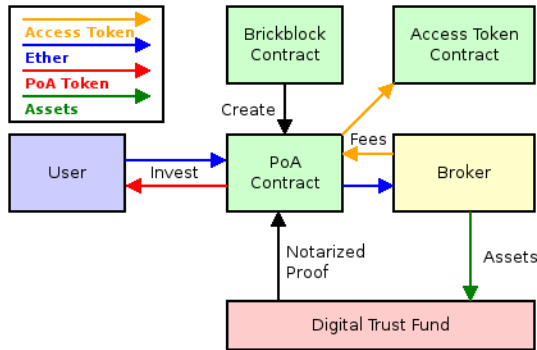 Access Token
Ether
PoA Token
Assets
Brickblock
Contract
Access Token
Contract
Create
Fees
User
Invest
PoA
Contract
Broker
Notarized
Proof
Assets
Digital Trust Fund